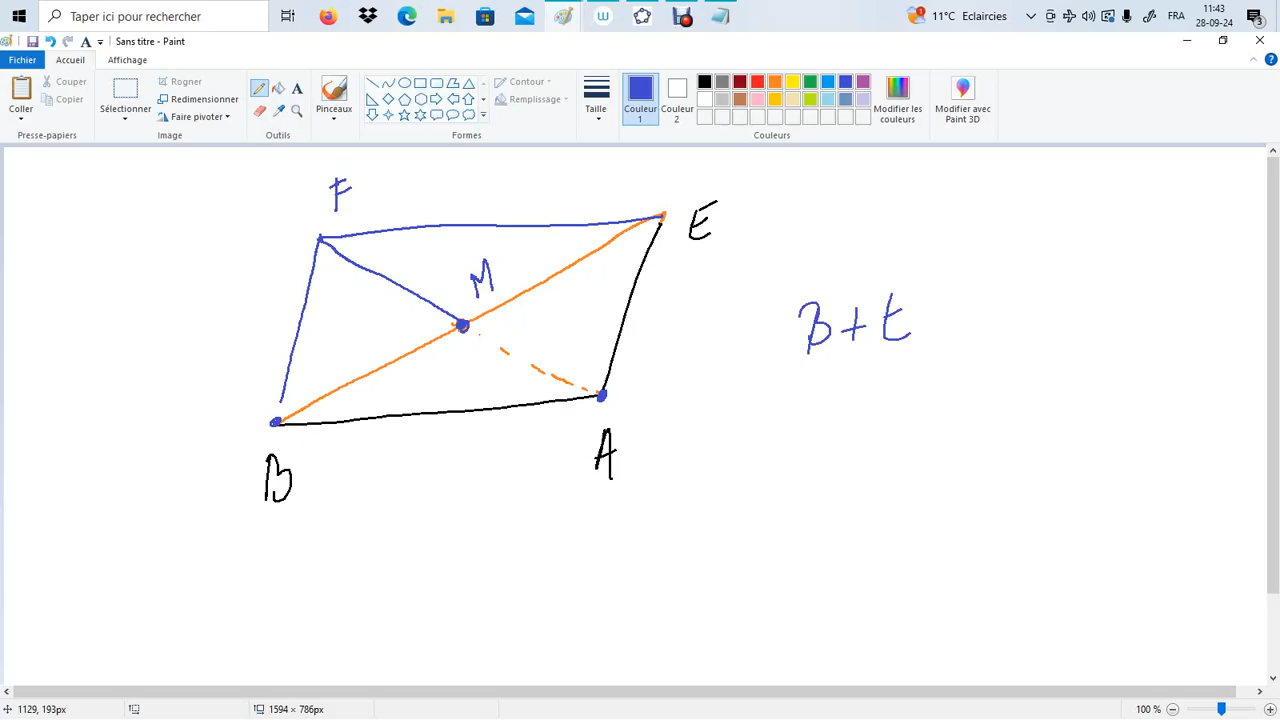 Taper ici pour rechercher
11°C Eclaircies
FRA
11:43
28-09-24
3
Sans titre - Paint
Fichier
Accueil
Affichage
Coller
Couper
Copier
Presse-papiers
Sélectionner
Rogner
Redimensionner
Faire pivoter
Image
A
Outils
Pinceaux
Contour
Remplissage
Formes
Taille
Couleur 1
Couleur 2
Modifier les couleurs
Modifier avec Paint 3D
Couleurs
F
E
M
B + E
B
A
1129, 193px
1594 × 786px
100 %